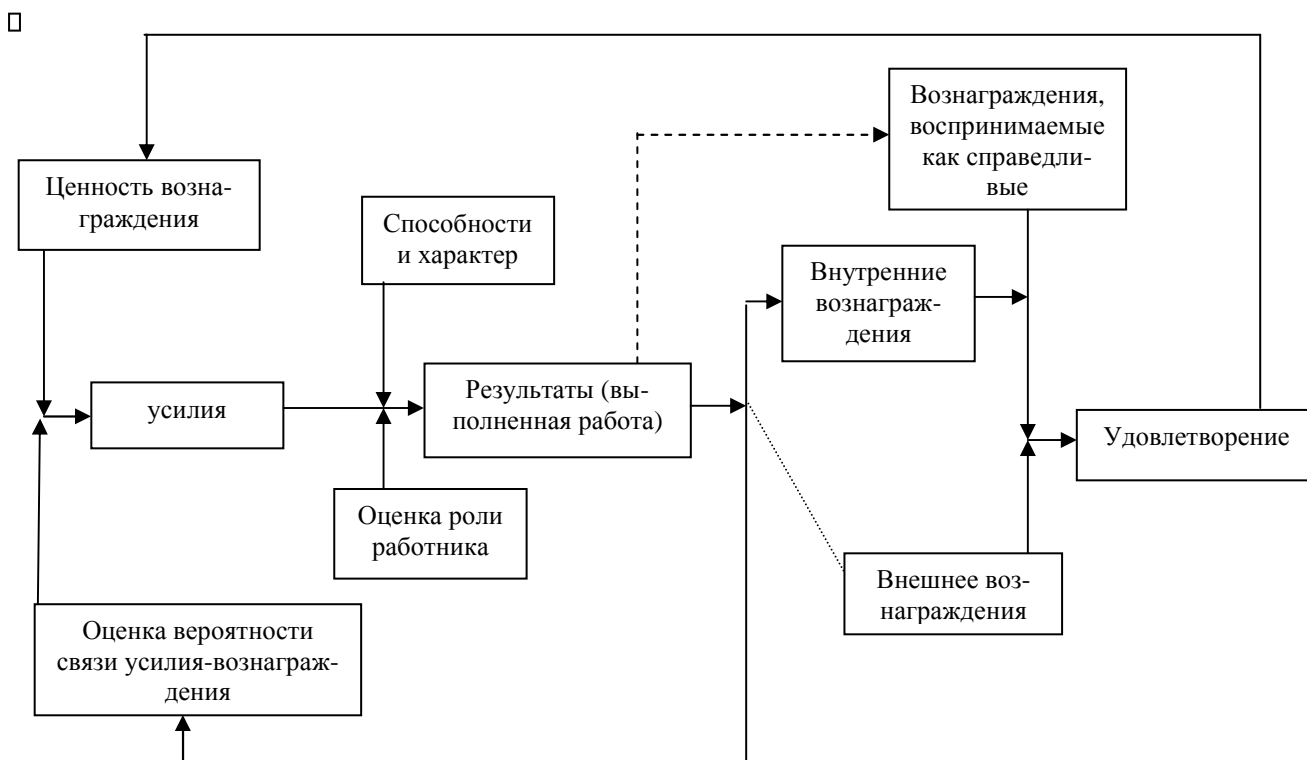 Вознаграждения,
воспринимаемые
как справедли-
вые
Ценность возна-
граждения
Способности
и характер
Внутренние
вознаграж-
дения
усилия
Результаты (вы-
полненная работа)
Удовлетворение
Оценка роли
работника
Внешнее воз-
награждения
Оценка вероятности
связи усилия-вознаграж-
дения